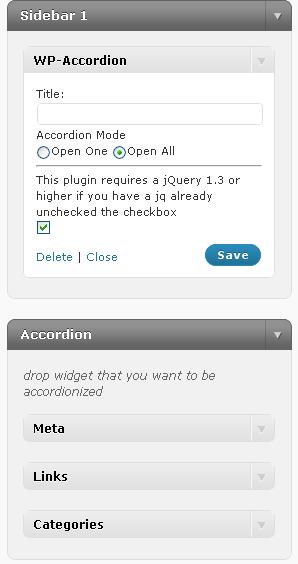 Sidebar 1
WP-Accordion
Title:
Accordion Mode
Open One Open All
This plugin requires a jQuery 1.3 or
higher if you have a jq already
unchecked the checkbox
Delete | Close Save
Accordion
drop widget that you want to be
accordionized
Meta
Links
Categories